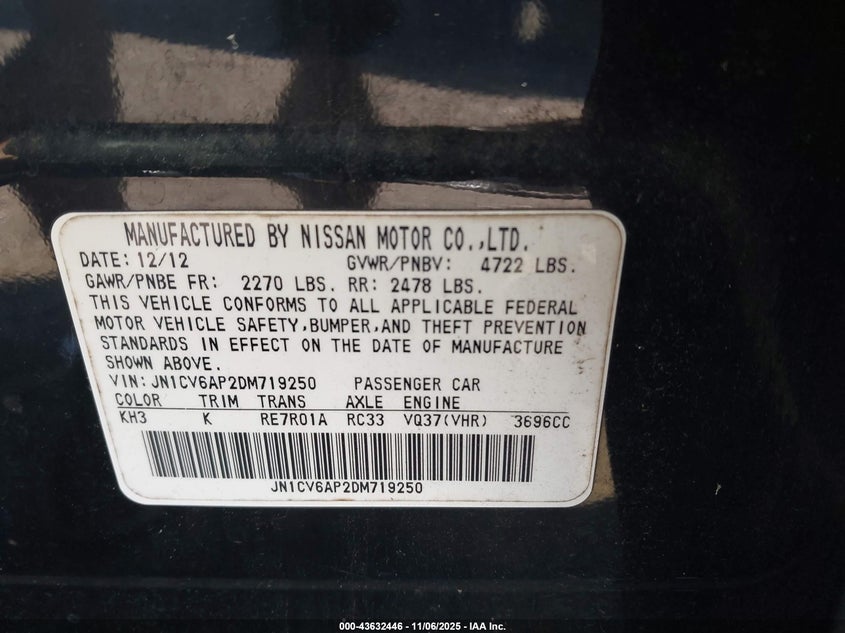 MANUFACTURED BY NISSAN MOTOR CO.,LTD.
DATE: 12/12 GVWR/PNBV: 4722 LBS.
GAWR/PNBE FR: 2270 LBS. RR: 2478 LBS.
THIS VEHICLE CONFORMS TO ALL APPLICABLE FEDERAL
MOTOR VEHICLE SAFETY,BUMPER,AND THEFT PREVENTION
STANDARDS IN EFFECT ON THE DATE OF MANUFACTURE
SHOWN ABOVE.
VIN: JN1CV6AP2DM719250 PASSENGER CAR
COLOR TRIM TRANS AXLE ENGINE
KH3 K RE7R01A RC33 VQ37(VHR) 3696CC
JN1CV6AP2DM719250
000-43632446 - 11/06/2025 - IAA Inc.